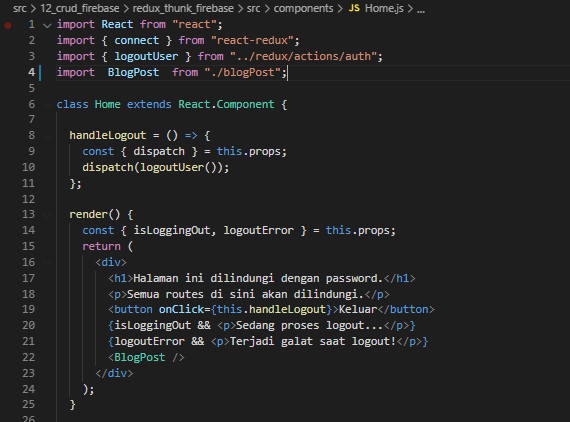 src > 12_crud_firebase > redux_thunk_firebase > src > components > JS Home.js > ...
1 import React from "react";
2 import { connect } from "react-redux";
3 import { logoutUser } from "../redux/actions/auth";
4 import  BlogPost  from "./blogPost";
5
6 class Home extends React.Component {
7
8   handleLogout = () => {
9     const { dispatch } = this.props;
10     dispatch(logoutUser());
11   };
12
13   render() {
14     const { isLoggingOut, logoutError } = this.props;
15     return (
16       <div>
17         <h1>Halaman ini dilindungi dengan password.</h1>
18         <p>Semua routes di sini akan dilindungi.</p>
19         <button onClick={this.handleLogout}>Keluar</button>
20         {isLoggingOut && <p>Sedang proses logout...</p>}
21         {logoutError && <p>Terjadi galat saat logout!</p>}
22         <BlogPost />
23       </div>
24     );
25   }
26